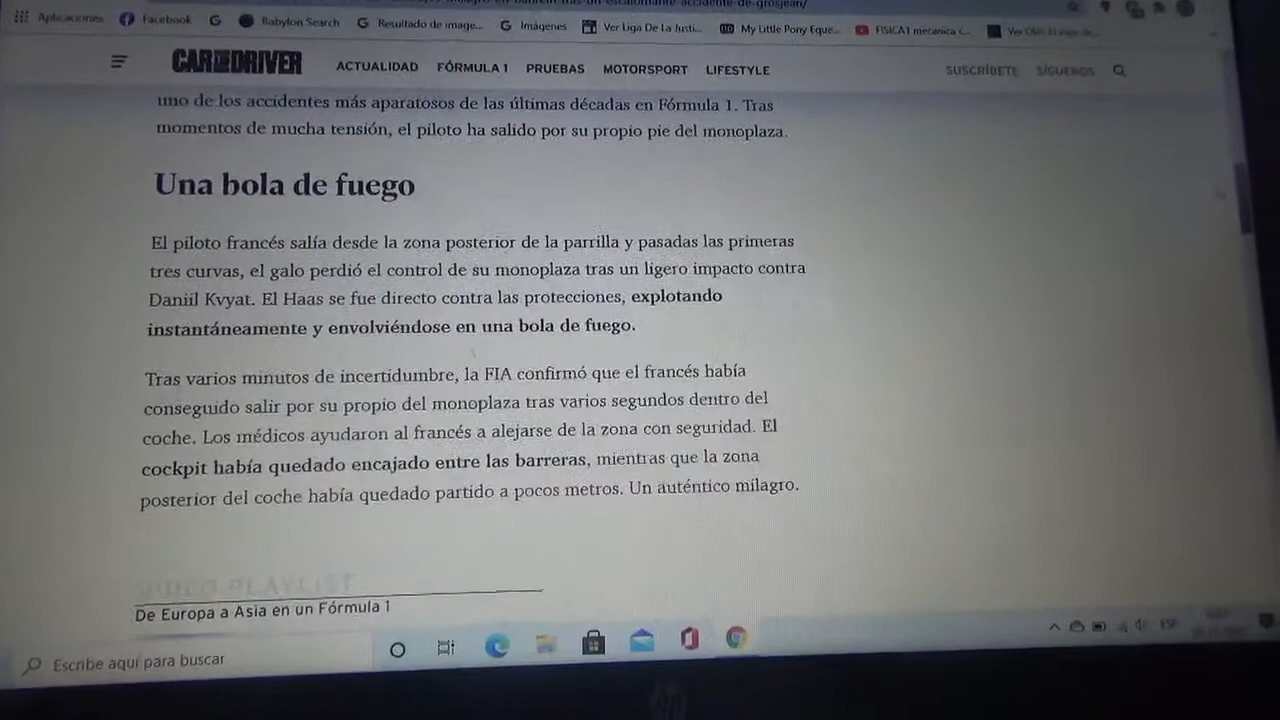 accidente-de-grosjean/
Aplicaciones Facebook Babylon Search Resultado de image... Imágenes Ver Liga De La Justi... My Little Pony Eque... FISICA1 mecanica c...
CAR AND DRIVER ACTUALIDAD FÓRMULA 1 PRUEBAS MOTORSPORT LIFESTYLE SUSCRÍBETE SÍGUENOS
uno de los accidentes más aparatosos de las últimas décadas en Fórmula 1. Tras
momentos de mucha tensión, el piloto ha salido por su propio pie del monoplaza.
Una bola de fuego
El piloto francés salía desde la zona posterior de la parrilla y pasadas las primeras
tres curvas, el galo perdió el control de su monoplaza tras un ligero impacto contra
Daniil Kvyat. El Haas se fue directo contra las protecciones, explotando
instantáneamente y envolviéndose en una bola de fuego.
Tras varios minutos de incertidumbre, la FIA confirmó que el francés había
conseguido salir por su propio del monoplaza tras varios segundos dentro del
coche. Los médicos ayudaron al francés a alejarse de la zona con seguridad. El
cockpit había quedado encajado entre las barreras, mientras que la zona
posterior del coche había quedado partido a pocos metros. Un auténtico milagro.
VIDEO PLAYLIST
De Europa a Asia en un Fórmula 1
Escribe aquí para buscar ESP
hp